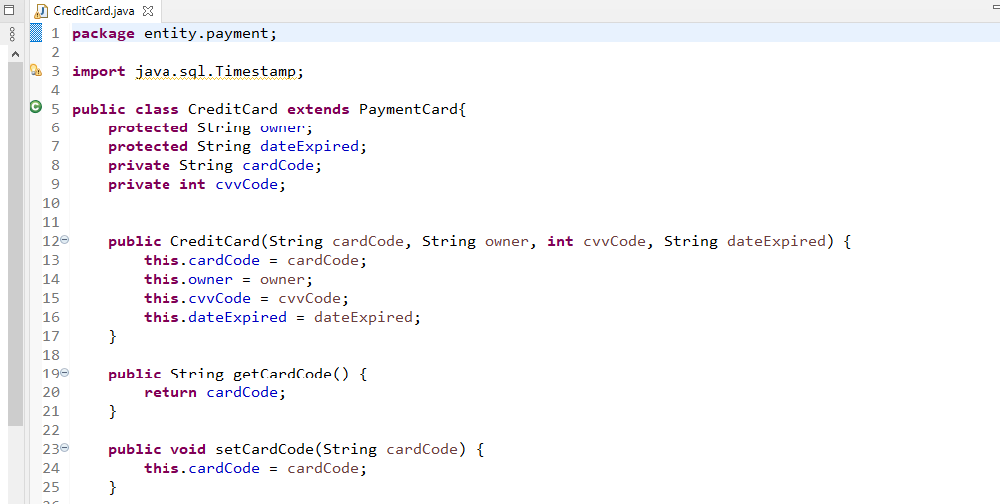 CreditCard.java
1 package entity.payment;
2
3 import java.sql.Timestamp;
4
5 public class CreditCard extends PaymentCard{
6 protected String owner;
7 protected String dateExpired;
8 private String cardCode;
9 private int cvvCode;
10
11
12 public CreditCard(String cardCode, String owner, int cvvCode, String dateExpired) {
13 this.cardCode = cardCode;
14 this.owner = owner;
15 this.cvvCode = cvvCode;
16 this.dateExpired = dateExpired;
17 }
18
19 public String getCardCode() {
20 return cardCode;
21 }
22
23 public void setCardCode(String cardCode) {
24 this.cardCode = cardCode;
25 }